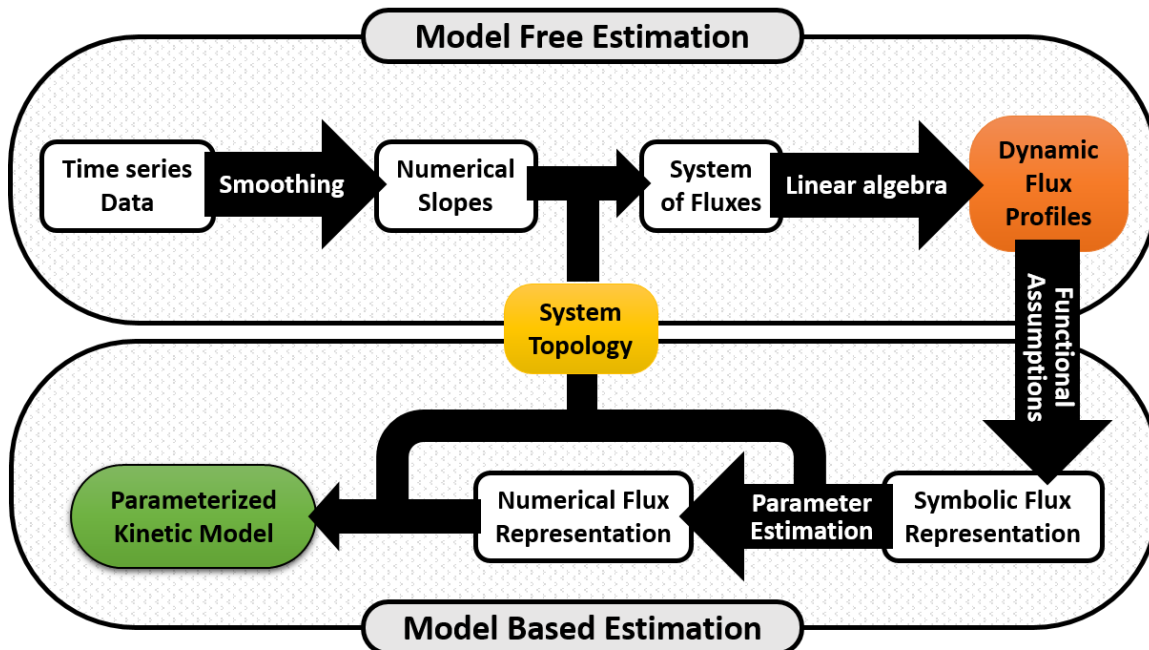 Model Free Estimation
Time series
Data
Smoothing
Numerical
Slopes
System
of Fluxes
Linear algebra
Dynamic
Flux
Profiles
Functional
Assumptions
System
Topology
Symbolic Flux
Representation
Parameter
Estimation
Numerical Flux
Representation
Parameterized
Kinetic Model
Model Based Estimation